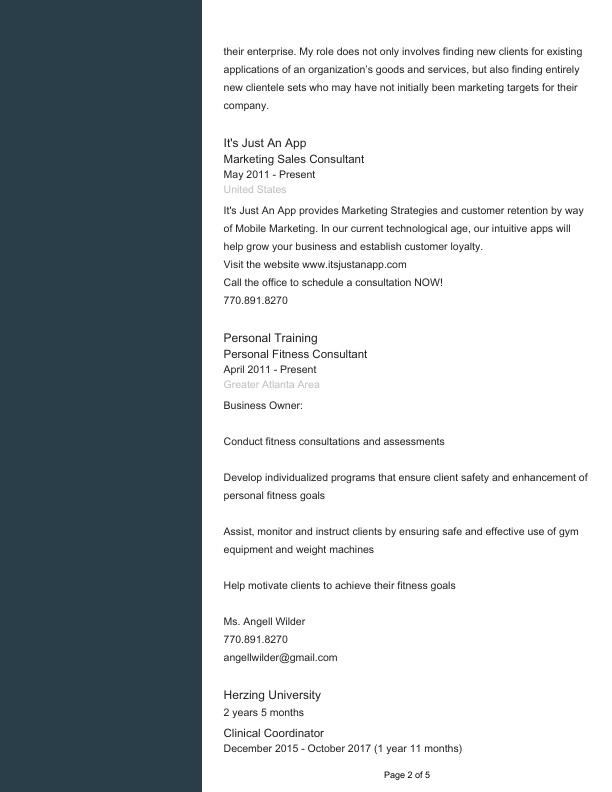 their enterprise. My role does not only involves finding new clients for existing
applications of an organization's goods and services, but also finding entirely
new clientele sets who may have not initially been marketing targets for their
company.
It's Just An App
Marketing Sales Consultant
May 2011 - Present
United States
It's Just An App provides Marketing Strategies and customer retention by way
of Mobile Marketing. In our current technological age, our intuitive apps will
help grow your business and establish customer loyalty.
Visit the website www.itsjustanapp.com
Call the office to schedule a consultation NOW!
770.891.8270
Personal Training
Personal Fitness Consultant
April 2011 - Present
Greater Atlanta Area
Business Owner:
Conduct fitness consultations and assessments
Develop individualized programs that ensure client safety and enhancement of
personal fitness goals
Assist, monitor and instruct clients by ensuring safe and effective use of gym
equipment and weight machines
Help motivate clients to achieve their fitness goals
Ms. Angell Wilder
770.891.8270
angellwilder@gmail.com
Herzing University
2 years 5 months
Clinical Coordinator
December 2015 - October 2017 (1 year 11 months)
Page 2 of 5